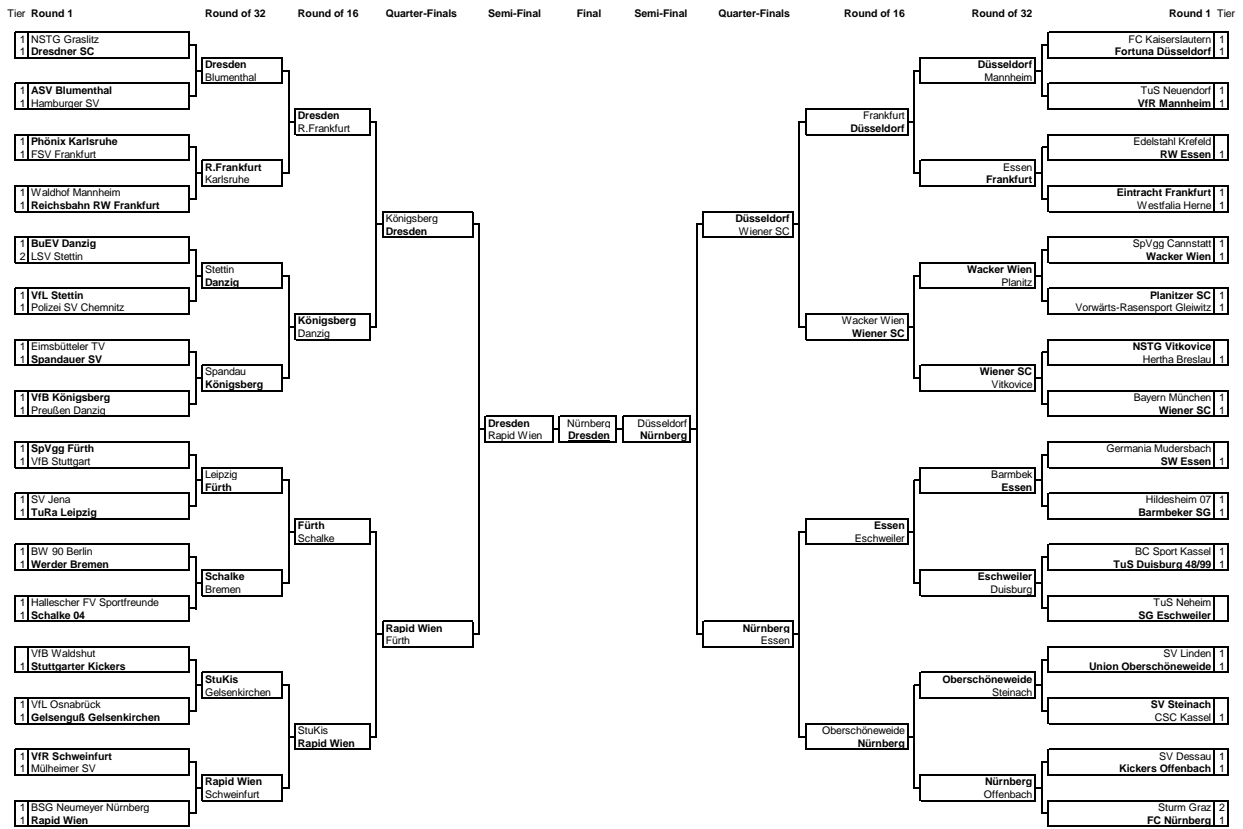 Tier Round 1 Round of 32 Round of 16 Quarter-Finals Semi-Final Final Semi-Final Quarter-Finals Round of 16 Round of 32 Round 1 Tier
1 NSTG Graslitz
1 Dresdner SC
1 ASV Blumenthal
1 Hamburger SV
1 Phönix Karlsruhe
1 FSV Frankfurt
1 Waldhof Mannheim
1 Reichsbahn RW Frankfurt
1 BuEV Danzig
2 LSV Stettin
1 VfL Stettin
1 Polizei SV Chemnitz
1 Eimsbütteler TV
1 Spandauer SV
1 VfB Königsberg
1 Preußen Danzig
1 SpVgg Fürth
1 VfB Stuttgart
1 SV Jena
1 TuRa Leipzig
1 BW 90 Berlin
1 Werder Bremen
1 Hallescher FV Sportfreunde
1 Schalke 04
VfB Waldshut
1 Stuttgarter Kickers
1 VfL Osnabrück
1 Gelsenguß Gelsenkirchen
1 VfR Schweinfurt
1 Mülheimer SV
1 BSG Neumeyer Nürnberg
1 Rapid Wien
Dresden
Blumenthal
R.Frankfurt
Karlsruhe
Stettin
Danzig
Spandau
Königsberg
Leipzig
Fürth
Schalke
Bremen
StuKis
Gelsenkirchen
Rapid Wien
Schweinfurt
Dresden
R.Frankfurt
Königsberg
Danzig
Fürth
Schalke
StuKis
Rapid Wien
Königsberg
Dresden
Rapid Wien
Fürth
Dresden
Rapid Wien
Nürnberg
Dresden
Düsseldorf
Nürnberg
Düsseldorf
Wiener SC
Nürnberg
Essen
Frankfurt
Düsseldorf
Wacker Wien
Wiener SC
Essen
Eschweiler
Oberschöneweide
Nürnberg
Düsseldorf
Mannheim
Essen
Frankfurt
Wacker Wien
Planitz
Wiener SC
Vitkovice
Barmbek
Essen
Eschweiler
Duisburg
Oberschöneweide
Steinach
Nürnberg
Offenbach
FC Kaiserslautern 1
Fortuna Düsseldorf 1
TuS Neuendorf 1
VfR Mannheim 1
Edelstahl Krefeld
RW Essen 1
Eintracht Frankfurt 1
Westfalia Herne 1
SpVgg Cannstatt 1
Wacker Wien 1
Planitzer SC 1
Vorwärts-Rasensport Gleiwitz 1
NSTG Vitkovice
Hertha Breslau 1
Bayern München 1
Wiener SC 1
Germania Mudersbach
SW Essen 1
Hildesheim 07 1
Barmbeker SG 1
BC Sport Kassel 1
TuS Duisburg 48/99 1
TuS Neheim
SG Eschweiler
SV Linden 1
Union Oberschöneweide 1
SV Steinach
CSC Kassel 1
SV Dessau 1
Kickers Offenbach 1
Sturm Graz 2
FC Nürnberg 1